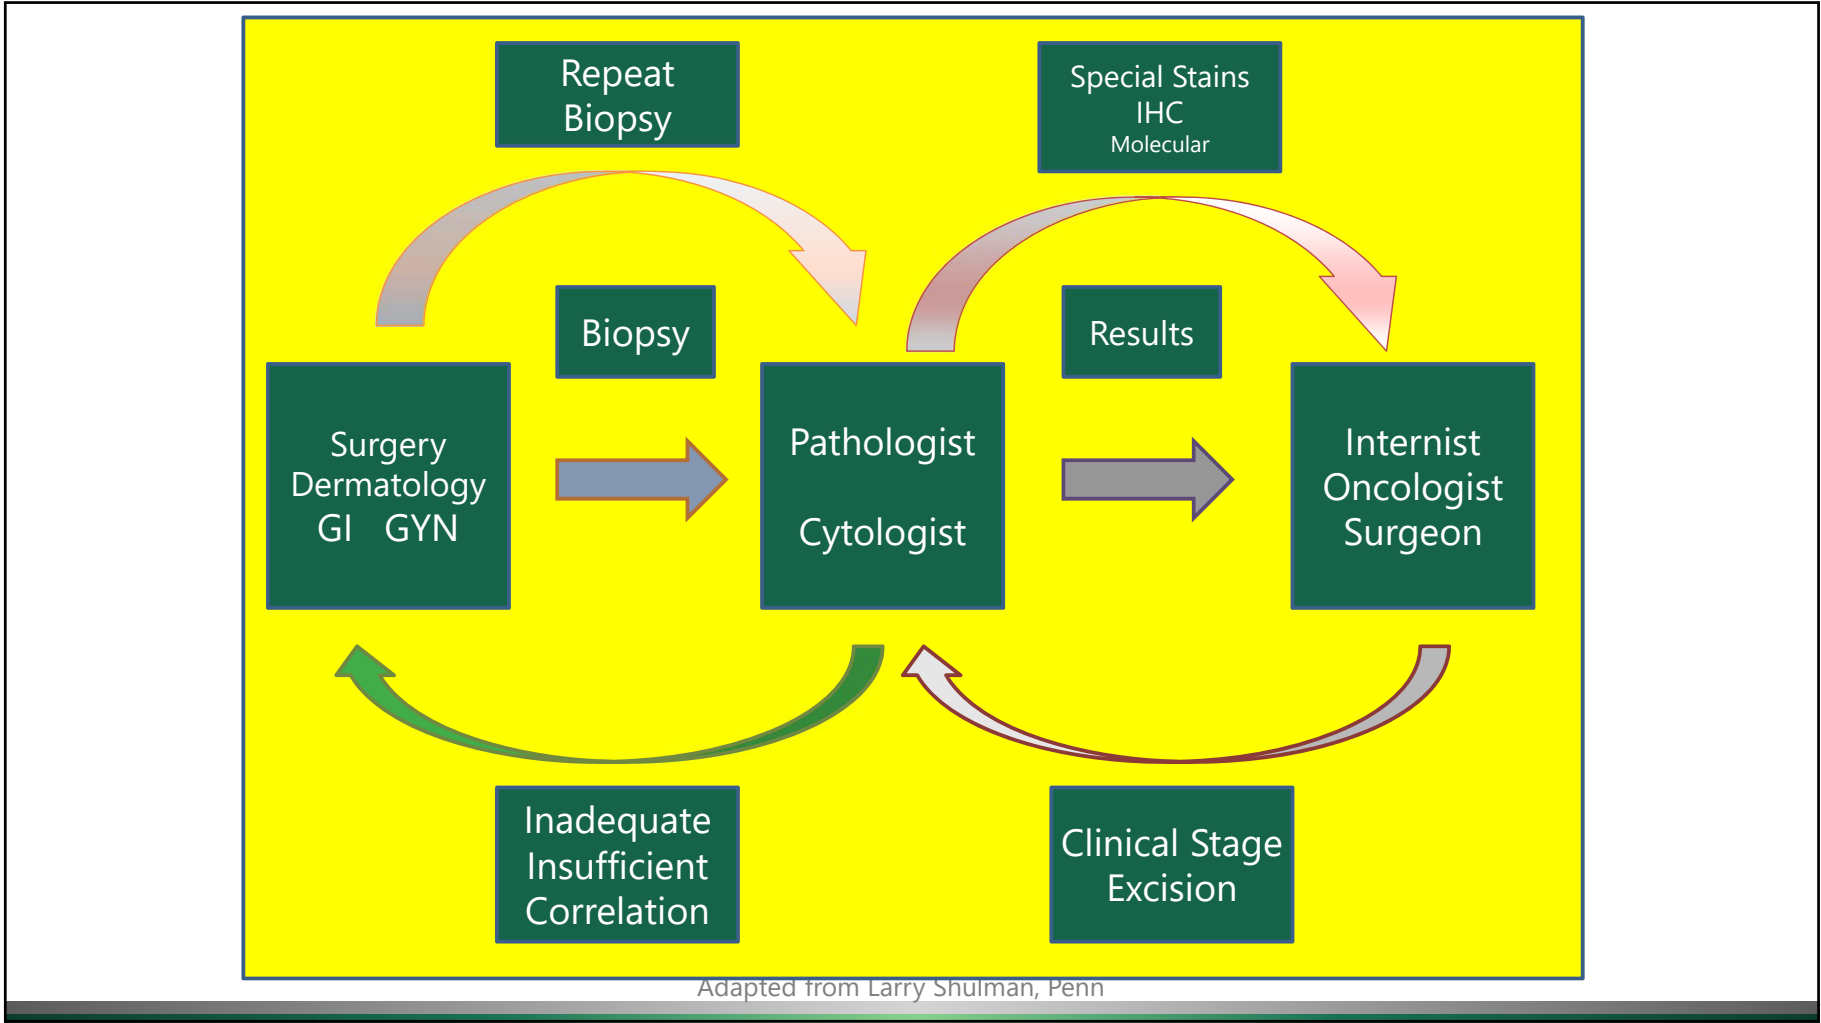 Repeat
Biopsy
Special Stains
IHC
Molecular
Biopsy
Results
Surgery
Dermatology
GI GYN
Pathologist
Cytologist
Internist
Oncologist
Surgeon
Inadequate
Insufficient
Correlation
Clinical Stage
Excision
Adapted from Larry Shulman, Penn